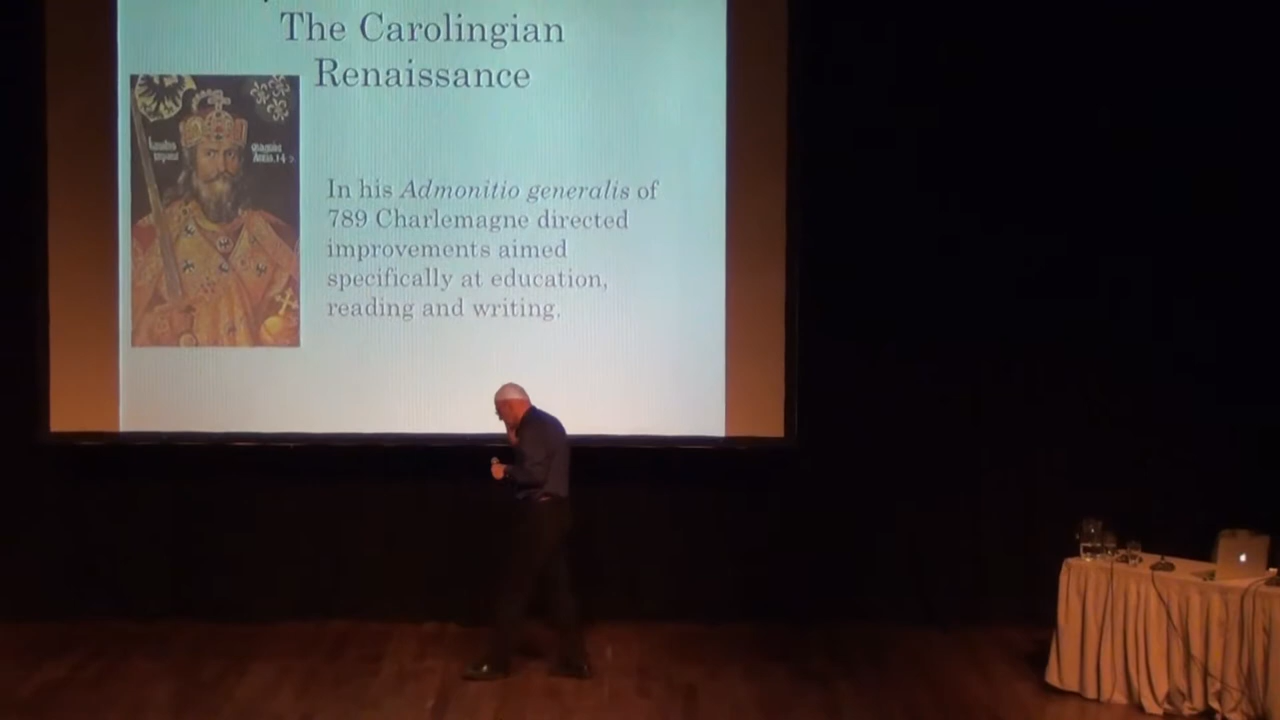 The Carolingian
Renaissance
In his Admonitio generalis of
789 Charlemagne directed
improvements aimed
specifically at education,
reading and writing.